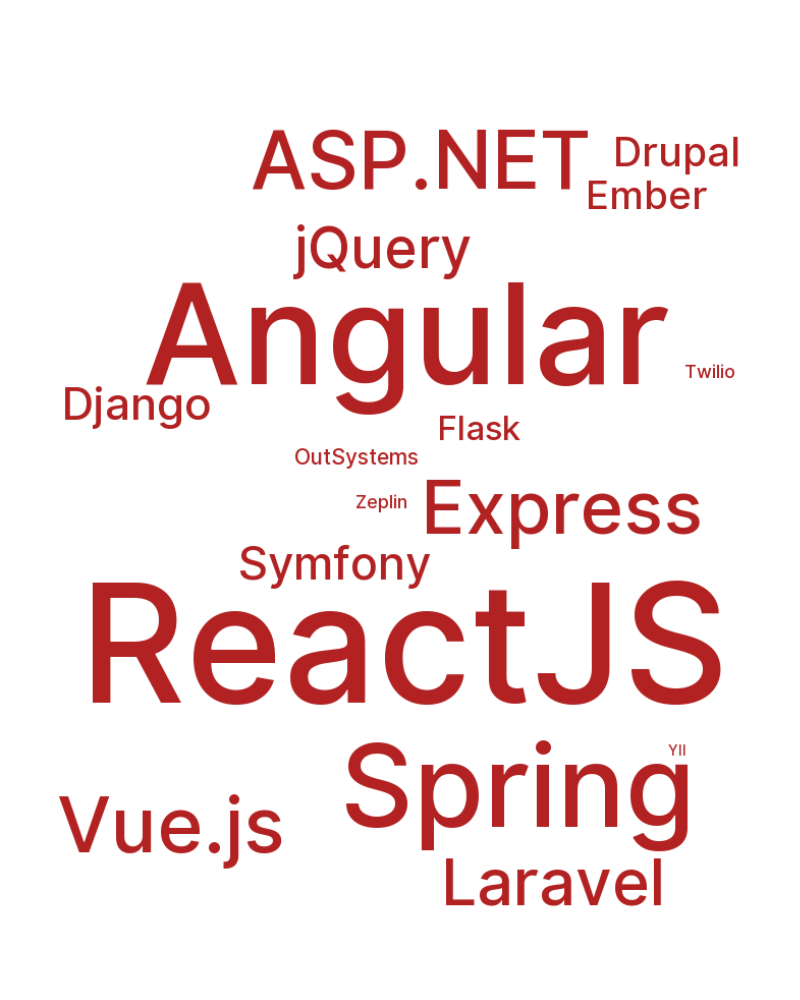 ASP.NET
Drupal
Ember
jQuery
Angular
Twilio
Django
Flask
OutSystems
Zeplin
Express
Symfony
ReactJS
Spring
YII
Vue.js
Laravel